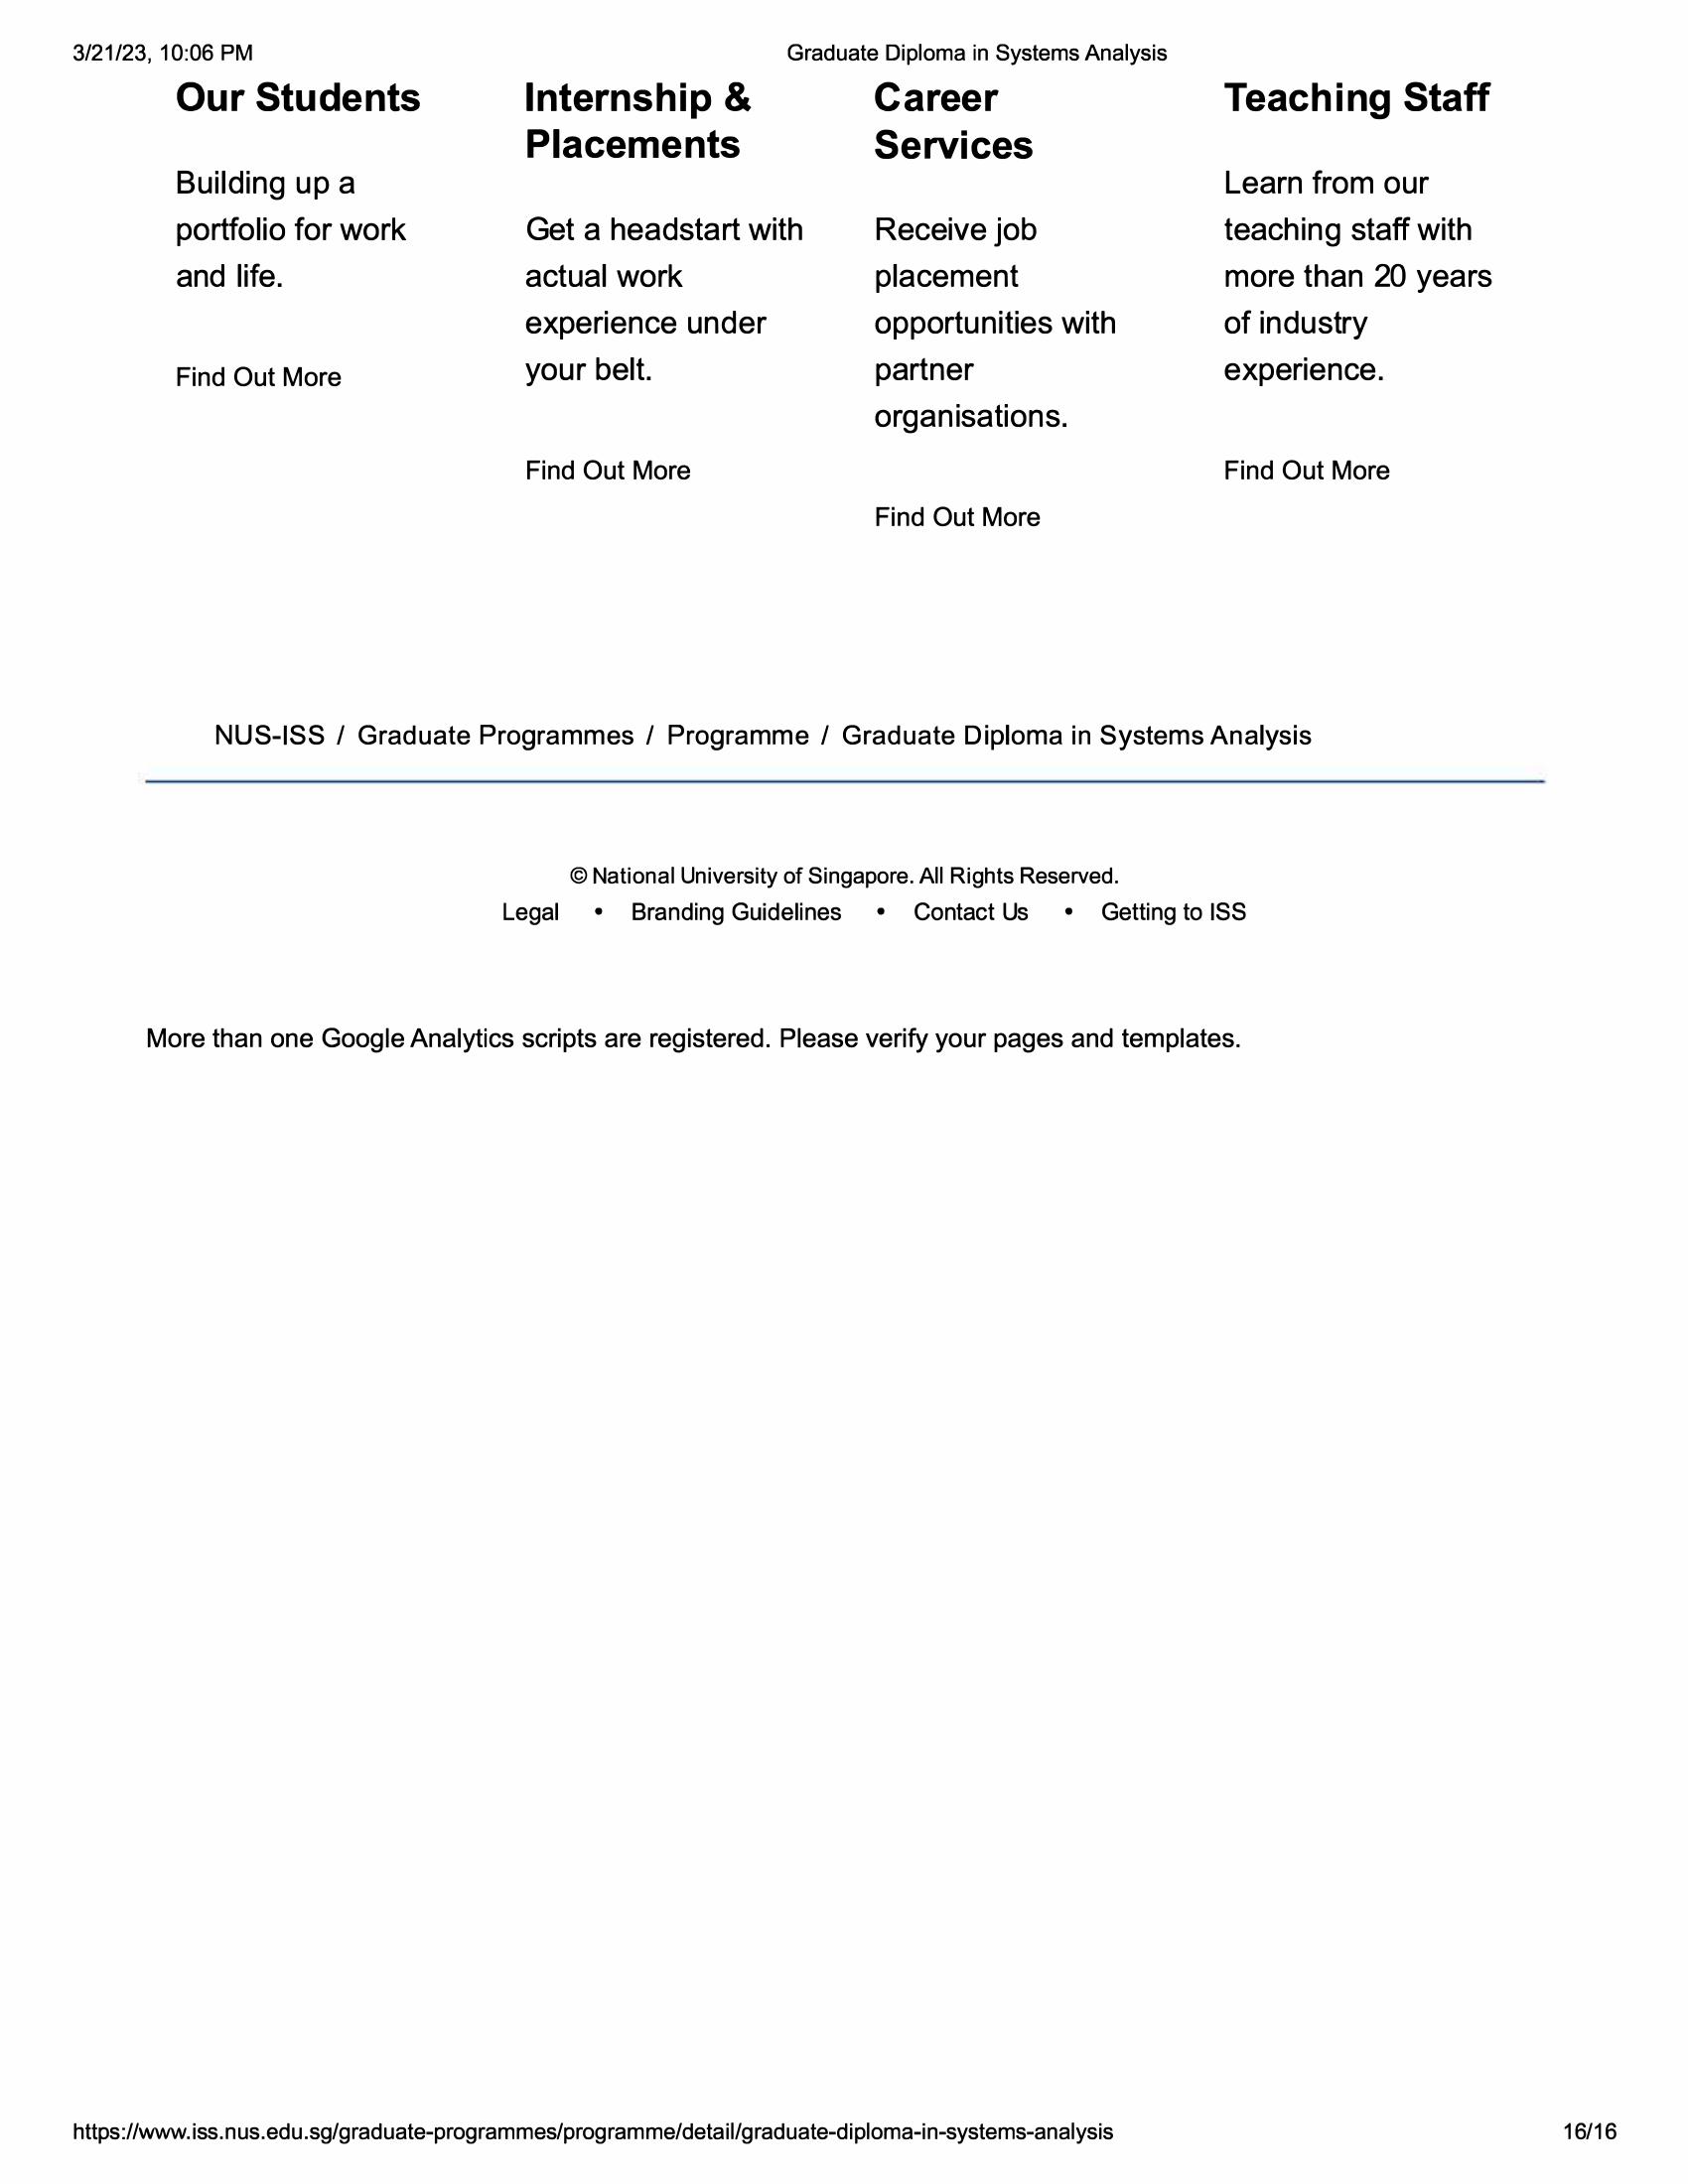 3/21/23, 10:06 PM
Graduate Diploma in Systems Analysis
Our Students
Building up a
portfolio for work
and life.
Find Out More
Internship &
Placements
Get a headstart with
actual work
experience under
your belt.
Find Out More
Career
Services
Receive job
placement
opportunities with
partner
organisations.
Find Out More
Teaching Staff
Learn from our
teaching staff with
more than 20 years
of industry
experience.
Find Out More
NUS-ISS / Graduate Programmes / Programme / Graduate Diploma in Systems Analysis
© National University of Singapore. All Rights Reserved.
Legal • Branding Guidelines • Contact Us • Getting to ISS
More than one Google Analytics scripts are registered. Please verify your pages and templates.
https://www.iss.nus.edu.sg/graduate-programmes/programme/detail/graduate-diploma-in-systems-analysis
16/16